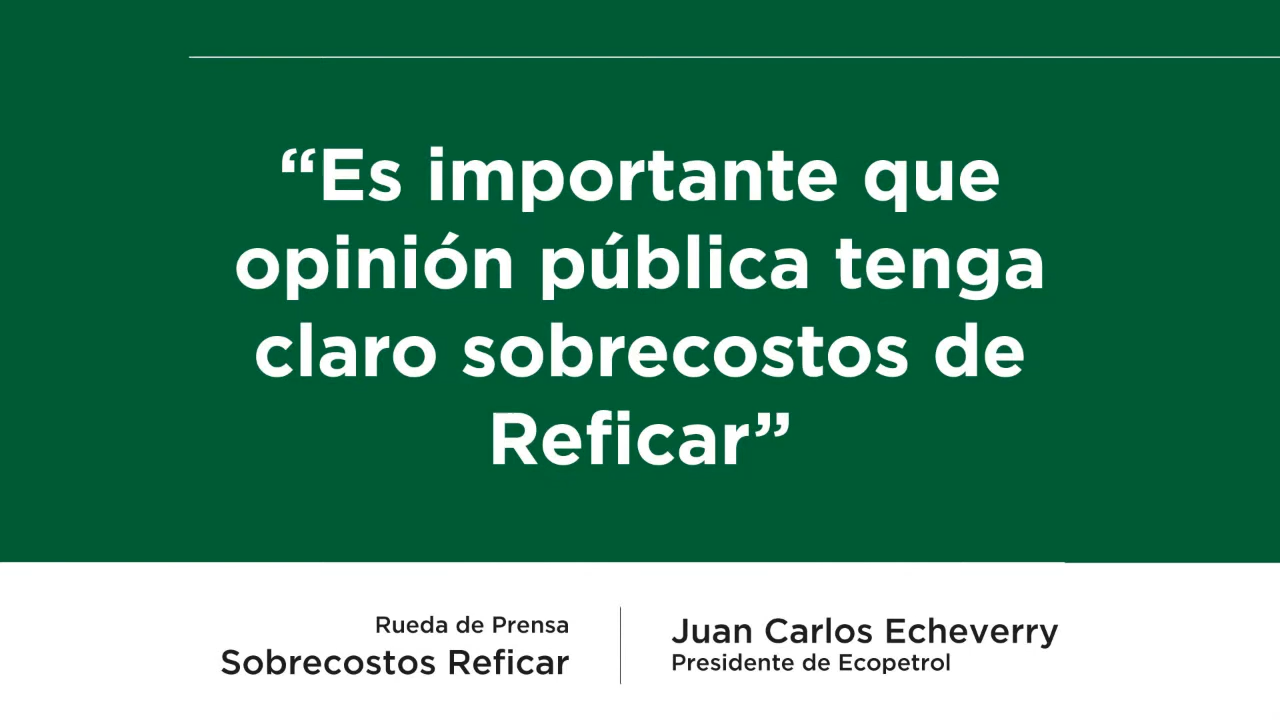 “Es importante que
opinión pública tenga
claro sobrecostos de
Reficar”
Rueda de Prensa
Sobrecostos Reficar
Juan Carlos Echeverry
Presidente de Ecopetrol